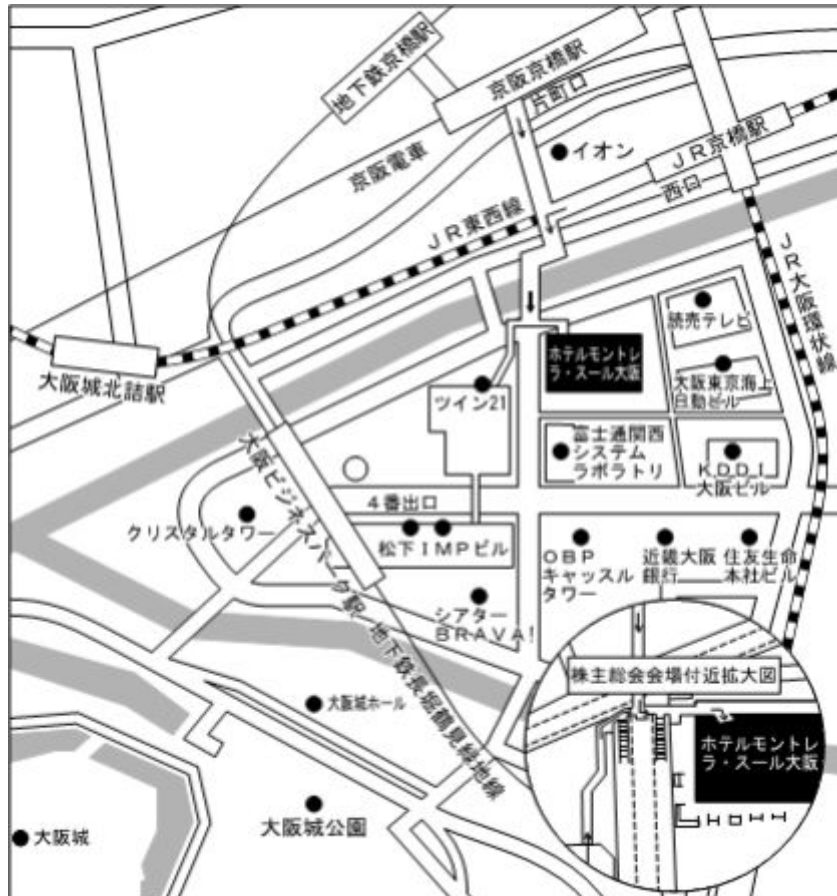 地下鉄京橋駅
京阪京橋駅
片町口
イオン
京阪電車
JR京橋駅
西口
JR東西線
JR大阪環状線
読売テレビ
大阪城北詰駅
ホテルモントレ
ラ・スール大阪
大阪東京海上
日動ビル
ツイン21
富士通関西
システム
ラボラトリ
KDDI
大阪ビル
大阪ビジネスパーク駅
地下鉄長堀鶴見緑地線
4番出口
クリスタルタワー
松下IMPビル
OBP
キャッスル
タワー
近畿大阪
銀行
住友生命
本社ビル
シアター
BRAVA!
株主総会会場付近拡大図
大阪城ホール
ホテルモントレ
ラ・スール大阪
大阪城公園
大阪城